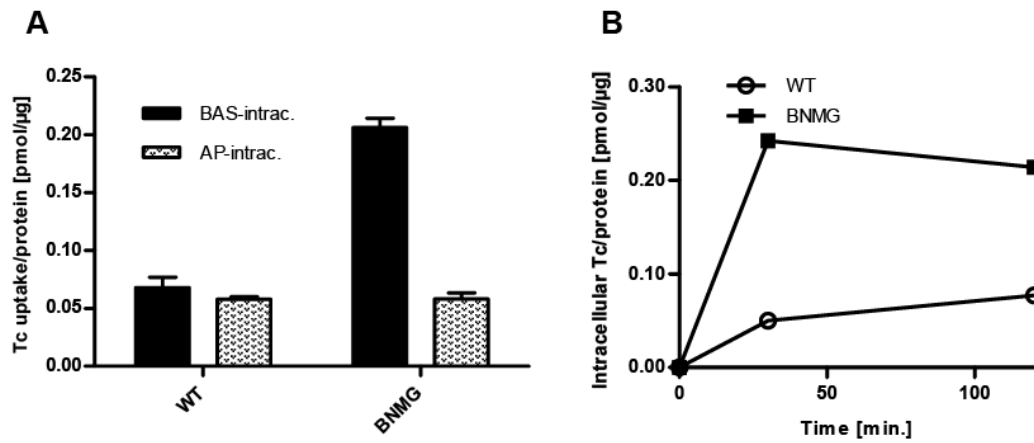 A
Tc uptake/protein [pmol/µg]
0.25
0.20
0.15
0.10
0.05
0.00
BAS-intrac.
AP-intrac.
WT
BNMG
B
Intracellular Tc/protein [pmol/µg]
0.30
0.20
0.10
0.00
WT
BNMG
0
50
100
Time [min.]